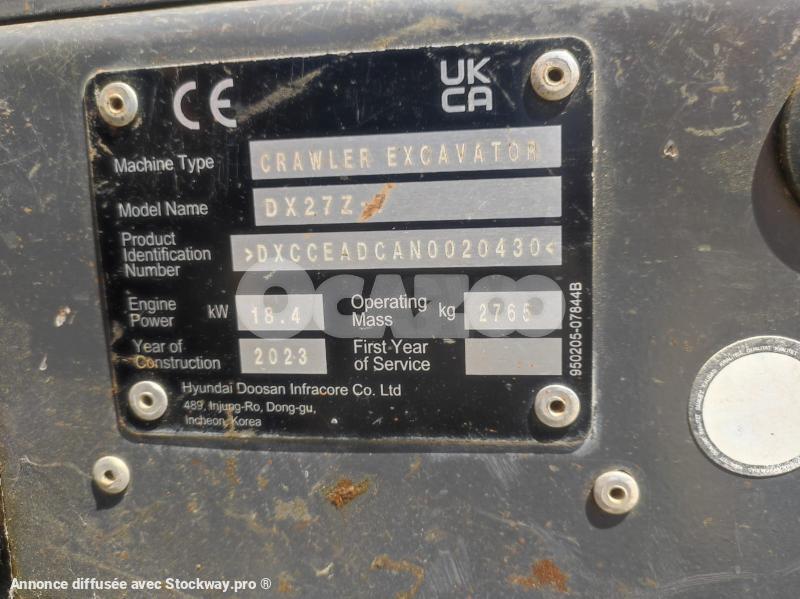 CE
UK
CA
Machine Type CRAWLER EXCAVATOR
Model Name DX27Z-
Product
Identification >DXCCEADCAN0020430<
Number
Engine
Power kW 18.4
Operating
Mass kg 2765
Year of
Construction 2023
First Year
of Service
950205-07844B
Hyundai Doosan Infracore Co. Ltd
489, Injung-Ro, Dong-gu,
Incheon, Korea
OCAZOO
Annonce diffusée avec Stockway.pro ®